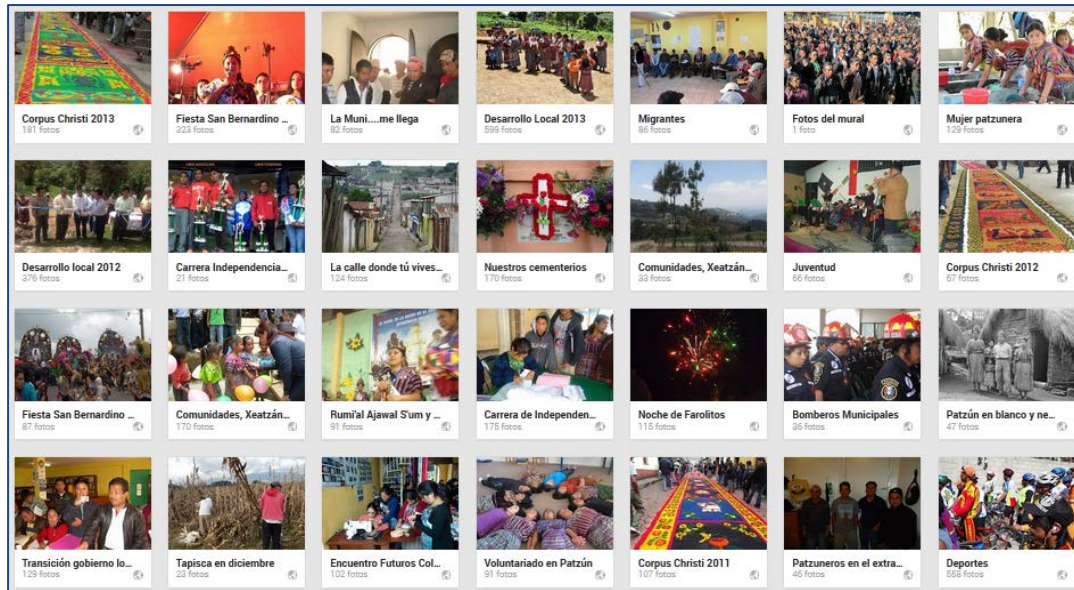 Corpus Christi 2013
181 fotos
Fiesta San Bernardino ...
323 fotos
La Muni....me llega
82 fotos
Desarrollo Local 2013
599 fotos
Migrantes
86 fotos
Fotos del mural
1 foto
Mujer patzunera
129 fotos
Desarrollo local 2012
376 fotos
Carrera Independencia...
21 fotos
La calle donde tú vives...
124 fotos
Nuestros cementerios
170 fotos
Comunidades, Xeatzán...
33 fotos
Juventud
66 fotos
Corpus Christi 2012
67 fotos
Fiesta San Bernardino ...
87 fotos
Comunidades, Xeatzán...
170 fotos
Rumi'al Ajawal S'um y ...
91 fotos
Carrera de Independen...
175 fotos
Noche de Farolitos
115 fotos
Bomberos Municipales
36 fotos
Patzún en blanco y ne...
47 fotos
Transición gobierno lo...
129 fotos
Tapisca en diciembre
23 fotos
Encuentro Futuros Col...
102 fotos
Voluntariado en Patzún
91 fotos
Corpus Christi 2011
107 fotos
Patzuneros en el extra...
46 fotos
Deportes
556 fotos